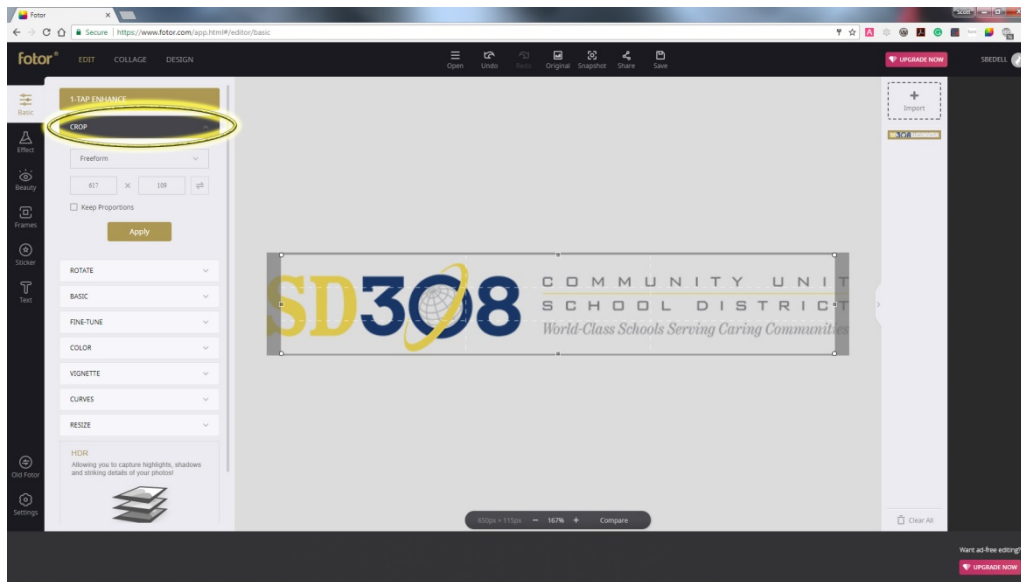 Fotor
Secure | https://www.fotor.com/app.html#/editor/basic
fotor
EDIT COLLAGE DESIGN
Open Undo Redo Original Snapshot Share Save
UPGRADE NOW
SBEDELL
Basic
Effect
Beauty
Frames
Sticker
Text
Old Fotor
Settings
1-TAP ENHANCE
CROP
Freeform
617 × 109
Keep Proportions
Apply
ROTATE
BASIC
FINE-TUNE
COLOR
VIGNETTE
CURVES
RESIZE
HDR
Allowing you to capture highlights, shadows
and striking details of your photos!
SD308
COMMUNITY UNIT
SCHOOL DISTRICT
World-Class Schools Serving Caring Communities
650px × 115px − 167% + Compare
+
Import
Clear All
Want ad-free editing?
UPGRADE NOW